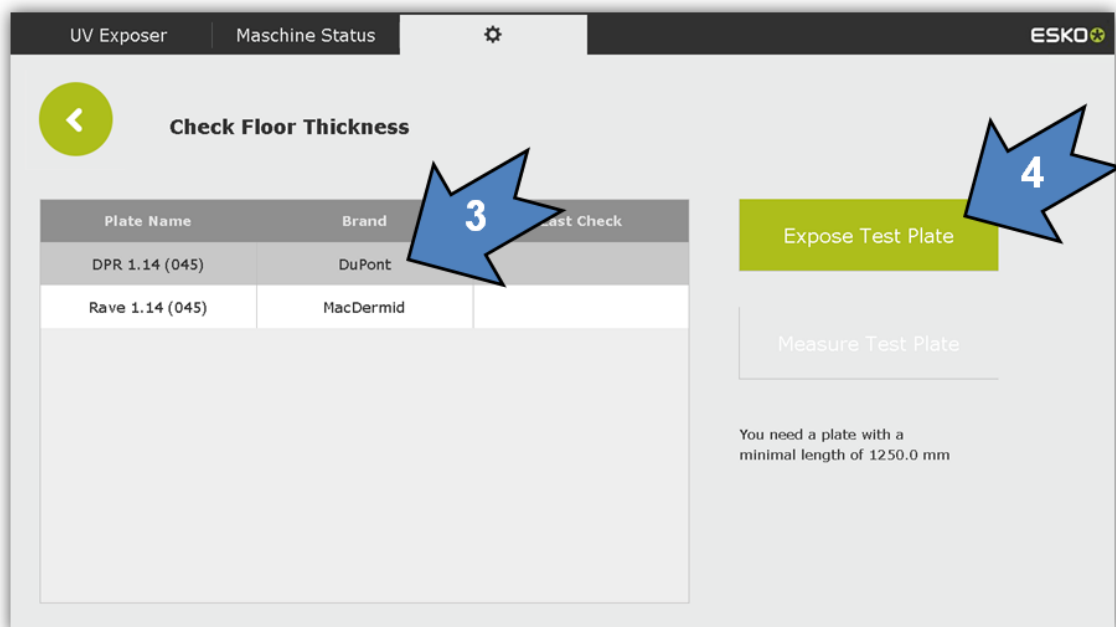 UV Exposer Maschine Status ESKO
Check Floor Thickness
4
3
Plate Name Brand Last Check
Expose Test Plate
DPR 1.14 (045) DuPont
Rave 1.14 (045) MacDermid
Measure Test Plate
You need a plate with a
minimal length of 1250.0 mm